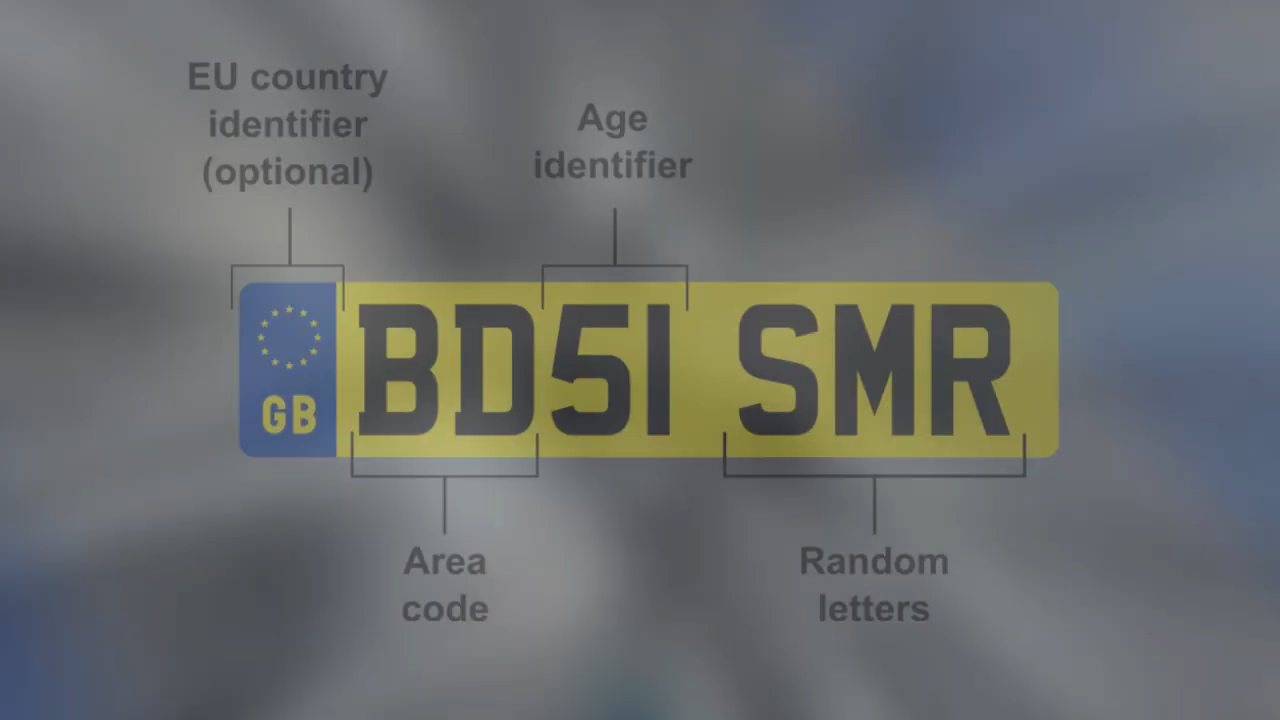 EU country
identifier
(optional)
Age
identifier
GB
BD51 SMR
Area
code
Random
letters